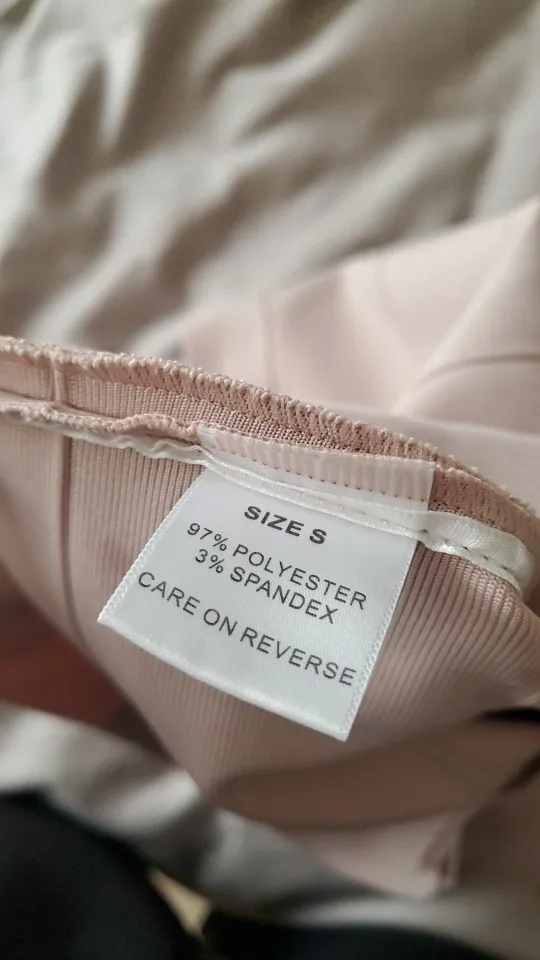 SIZE S
97% POLYESTER
3% SPANDEX
CARE ON REVERSE